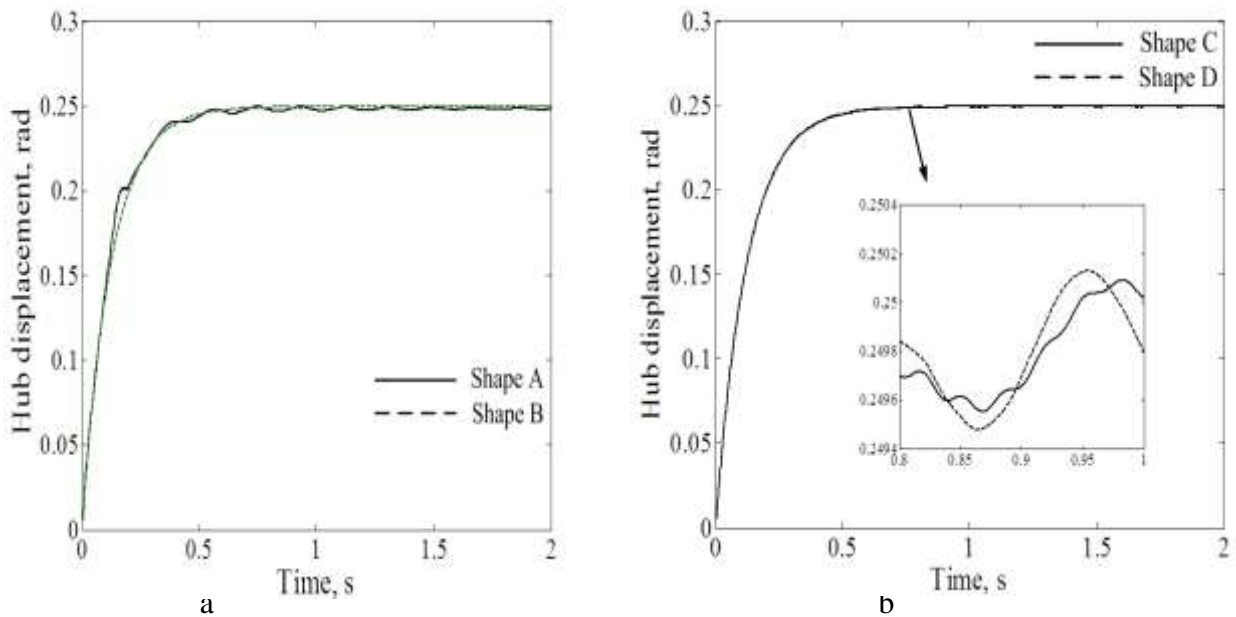 0.3
0.25
0.2
0.15
0.1
0.05
0
Hub displacement, rad
Shape A
Shape B
0 0.5 1 1.5 2
Time, s
a
0.3
0.25
0.2
0.15
0.1
0.05
0
Hub displacement, rad
Shape C
Shape D
0.2504
0.2502
0.25
0.2498
0.2496
0.2494
0.8 0.85 0.9 0.95 1
0 0.5 1 1.5 2
Time, s
b